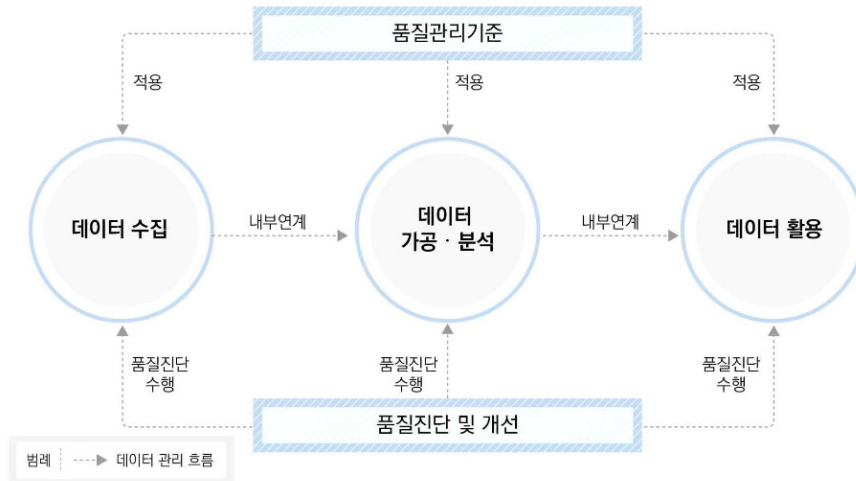 품질관리기준
적용
적용
적용
데이터 수집
내부연계
데이터
가공 · 분석
내부연계
데이터 활용
품질진단
수행
품질진단
수행
품질진단
수행
품질진단 및 개선
범례
데이터 관리 흐름